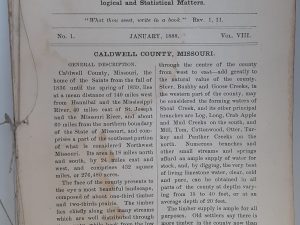 logical and Statistical Matters.
"What thou seest, write in a book." Rev. 1, 11.
No. 1. JANUARY, 1888. VOL. VIII.
CALDWELL COUNTY, MISSOURI.
GENERAL DESCRIPTION.
Caldwell County, Missouri, the
home of the Saints from the fall of
1836 until the spring of 1839, lies
at a mean distance of 140 miles west
from Hannibal and the Mississippi
River, 40 miles east of St. Joseph
and the Missouri River, and about
60 miles from the northern boundary
of the State of Missouri, and com-
prises a part of the southeast portion
of what is considered Northwest
Missouri. Its area is 18 miles north
and south, by 24 miles east and
west, and comprises 432 square
miles, or 276,480 acres.
The face of the county presents to
the eye a most beautiful landscape,
composed of about one-third timber
and two-thirds prairie. The timber
lies chiefly along the many streams
which are well distributed through
through the centre of the county
from west to east—add greatly to
the natural value of the county.
Steer, Brushy and Goose Creeks, in
the western part of the county, may
be considered the farming waters of
Shoal Creek, and its other principal
branches are Log, Long, Crab Apple
and Mud Creeks on the south, and
Mill, Tom, Cottonwood, Otter, Tur-
key and Panther Creeks on the
north. Numerous branches and
other small streams and springs
afford an ample supply of water for
stock, and, by digging, the very best
of living limestone water, clear, cold
and pure, can be obtained in all
parts of the county at depths vary-
ing from 18 to 40 feet, or at an
average depth of 20 feet.
The timber supply is ample for all
purposes. Old settlers say there is
more timber in the county now than